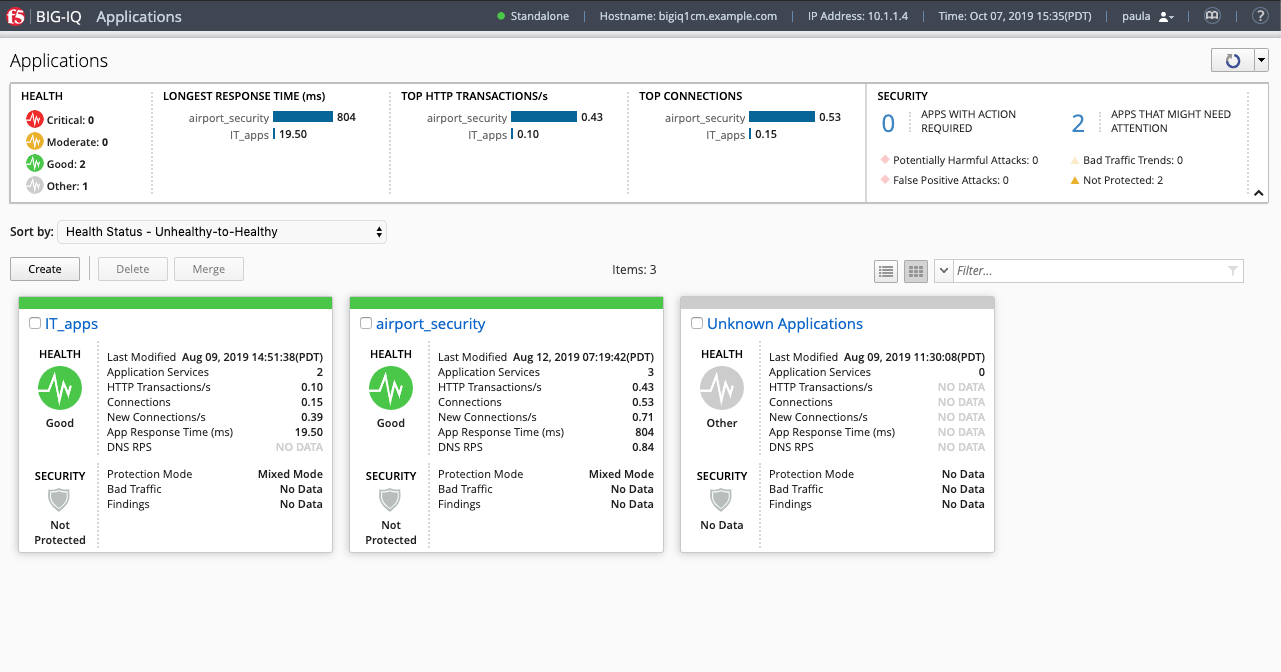 f5 BIG-IQ Applications Standalone Hostname: bigiq1cm.example.com IP Address: 10.1.1.4 Time: Oct 07, 2019 15:35(PDT) paula ?
Applications
HEALTH
Critical: 0
Moderate: 0
Good: 2
Other: 1
LONGEST RESPONSE TIME (ms)
airport_security 804
IT_apps 19.50
TOP HTTP TRANSACTIONS/s
airport_security 0.43
IT_apps 0.10
TOP CONNECTIONS
airport_security 0.53
IT_apps 0.15
SECURITY
0 APPS WITH ACTION
REQUIRED
Potentially Harmful Attacks: 0
False Positive Attacks: 0
2 APPS THAT MIGHT NEED
ATTENTION
Bad Traffic Trends: 0
Not Protected: 2
Sort by: Health Status - Unhealthy-to-Healthy
Create Delete Merge Items: 3 Filter...
IT_apps
HEALTH
Good
Last Modified Aug 09, 2019 14:51:38(PDT)
Application Services 2
HTTP Transactions/s 0.10
Connections 0.15
New Connections/s 0.39
App Response Time (ms) 19.50
DNS RPS NO DATA
SECURITY
Not
Protected
Protection Mode Mixed Mode
Bad Traffic No Data
Findings No Data
airport_security
HEALTH
Good
Last Modified Aug 12, 2019 07:19:42(PDT)
Application Services 3
HTTP Transactions/s 0.43
Connections 0.53
New Connections/s 0.71
App Response Time (ms) 804
DNS RPS 0.84
SECURITY
Not
Protected
Protection Mode Mixed Mode
Bad Traffic No Data
Findings No Data
Unknown Applications
HEALTH
Other
Last Modified Aug 09, 2019 11:30:08(PDT)
Application Services 0
HTTP Transactions/s NO DATA
Connections NO DATA
New Connections/s NO DATA
App Response Time (ms) NO DATA
DNS RPS NO DATA
SECURITY
No Data
Protection Mode No Data
Bad Traffic No Data
Findings No Data